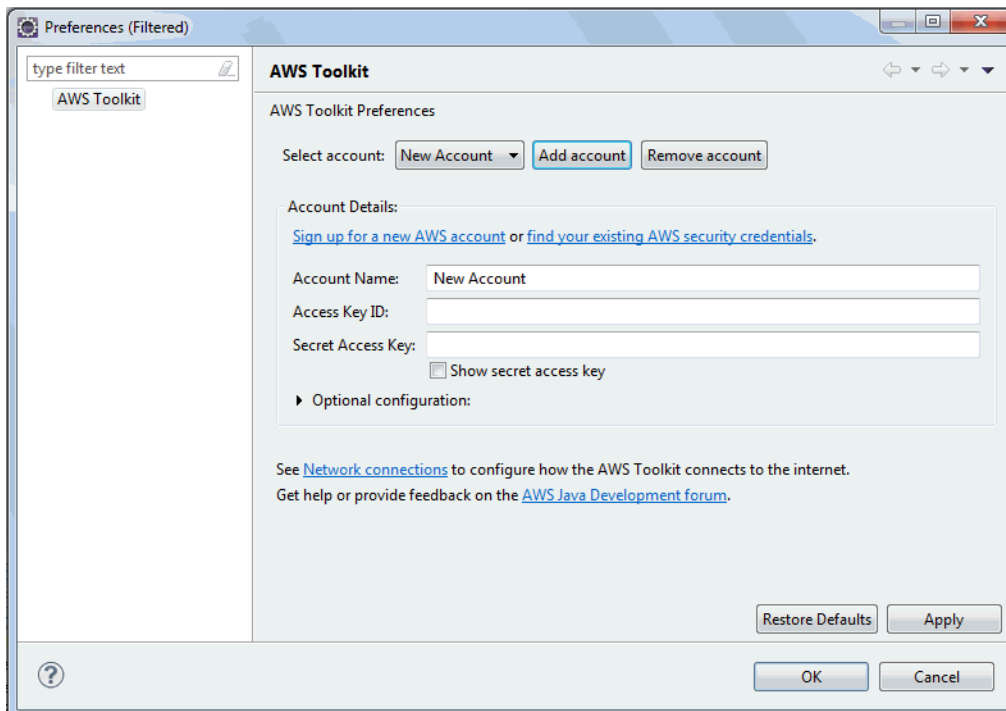 Preferences (Filtered)
type filter text
AWS Toolkit
AWS Toolkit
AWS Toolkit Preferences
Select account: New Account Add account Remove account
Account Details:
Sign up for a new AWS account or find your existing AWS security credentials.
Account Name: New Account
Access Key ID:
Secret Access Key:
Show secret access key
Optional configuration:
See Network connections to configure how the AWS Toolkit connects to the internet.
Get help or provide feedback on the AWS Java Development forum.
Restore Defaults Apply
? OK Cancel